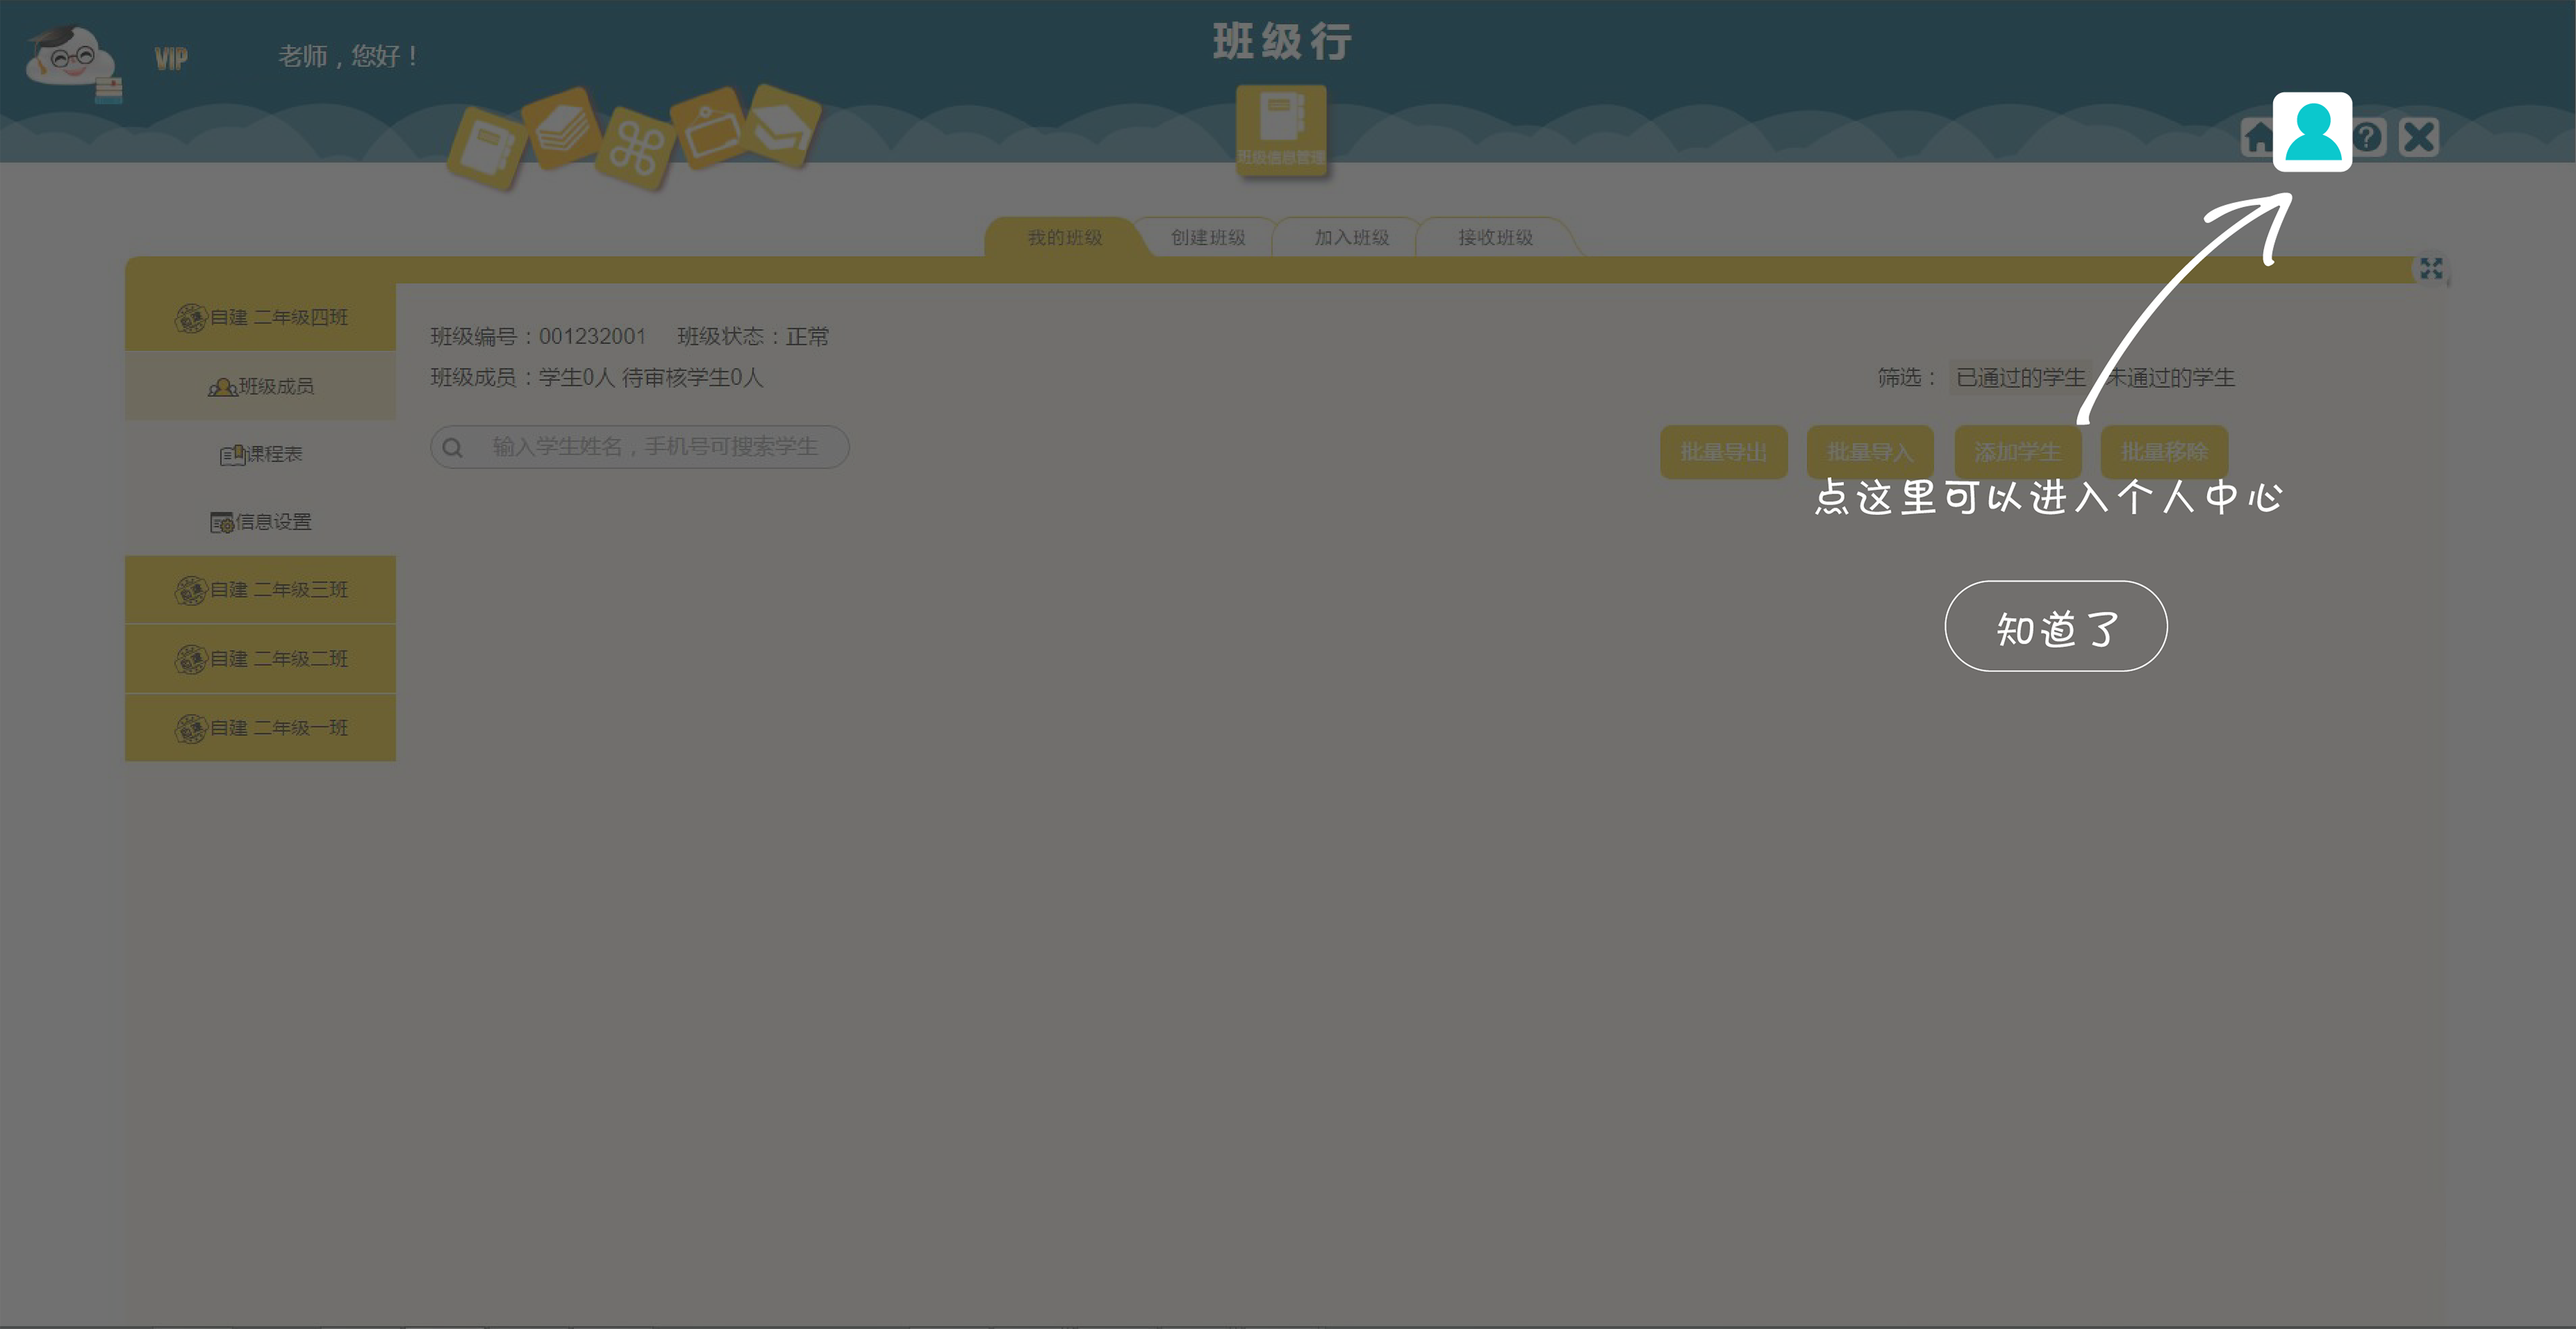 VIP 老师，您好！
班级行
班级信息管理
我的班级 创建班级 加入班级 接收班级
自建 二年级四班
班级成员
课程表
信息设置
自建 二年级三班
自建 二年级二班
自建 二年级一班
班级编号：001232001 班级状态：正常
班级成员：学生0人 待审核学生0人
筛选： 已通过的学生 未通过的学生
输入学生姓名，手机号可搜索学生
批量导出 批量导入 添加学生 批量移除
点这里可以进入个人中心
知道了